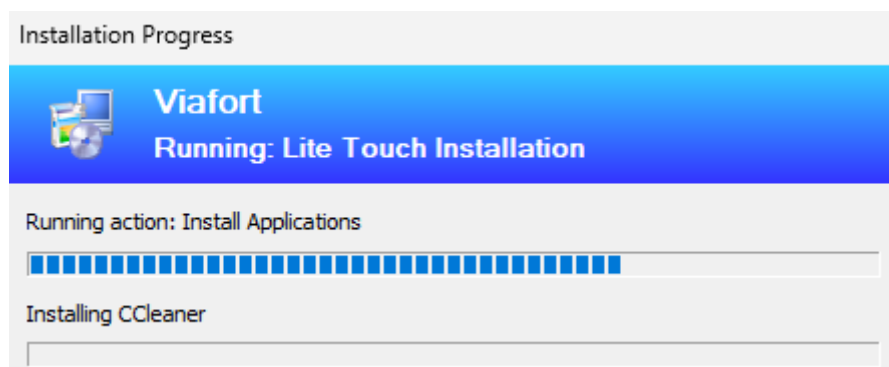 Installation Progress
Viafort
Running: Lite Touch Installation
Running action: Install Applications
Installing CCleaner